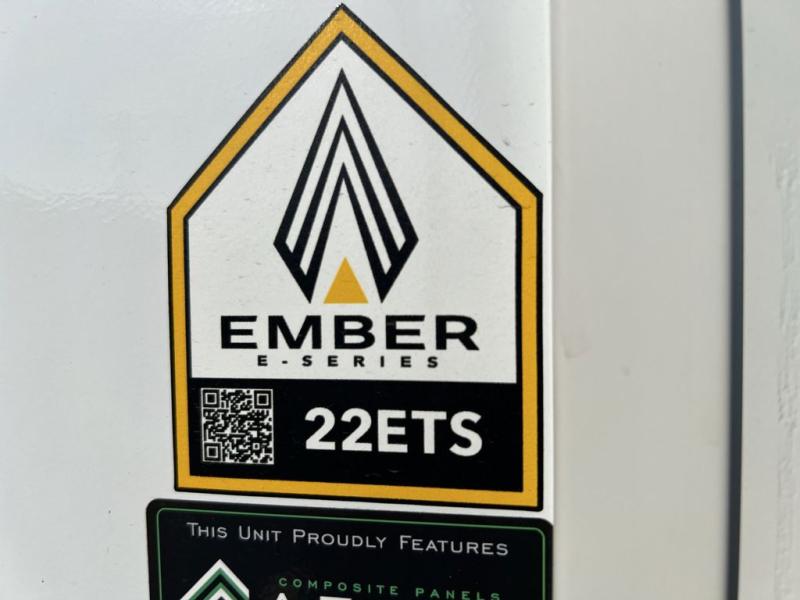 EMBER
E-SERIES
22ETS
THIS UNIT PROUDLY FEATURES
COMPOSITE PANELS